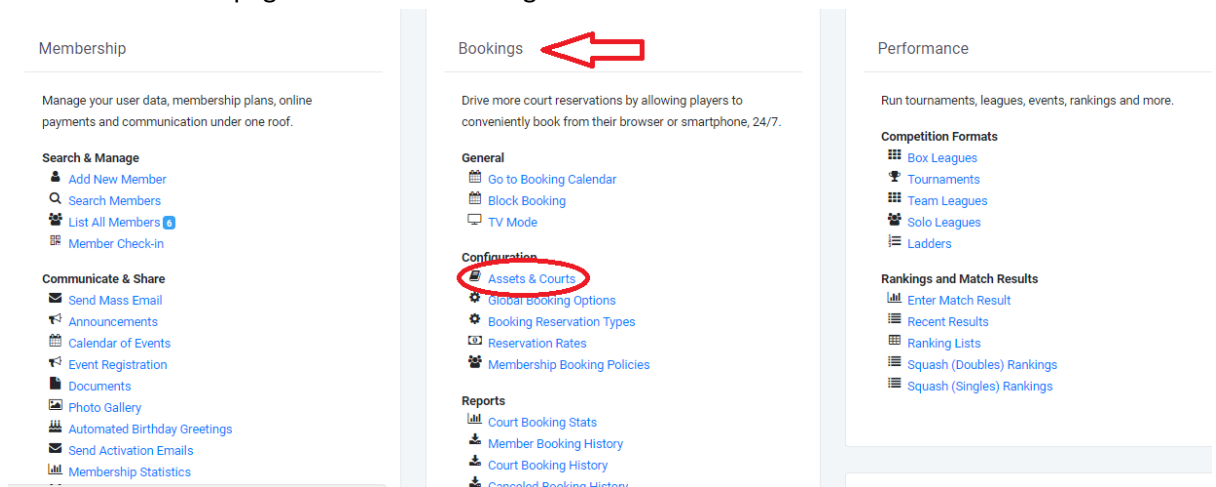 Membership
Manage your user data, membership plans, online
payments and communication under one roof.
Search & Manage
Add New Member
Search Members
List All Members 6
Member Check-in
Communicate & Share
Send Mass Email
Announcements
Calendar of Events
Event Registration
Documents
Photo Gallery
Automated Birthday Greetings
Send Activation Emails
Membership Statistics
Bookings
Drive more court reservations by allowing players to
conveniently book from their browser or smartphone, 24/7.
General
Go to Booking Calendar
Block Booking
TV Mode
Configuration
Assets & Courts
Global Booking Options
Booking Reservation Types
Reservation Rates
Membership Booking Policies
Reports
Court Booking Stats
Member Booking History
Court Booking History
Canceled Booking History
Performance
Run tournaments, leagues, events, rankings and more.
Competition Formats
Box Leagues
Tournaments
Team Leagues
Solo Leagues
Ladders
Rankings and Match Results
Enter Match Result
Recent Results
Ranking Lists
Squash (Doubles) Rankings
Squash (Singles) Rankings